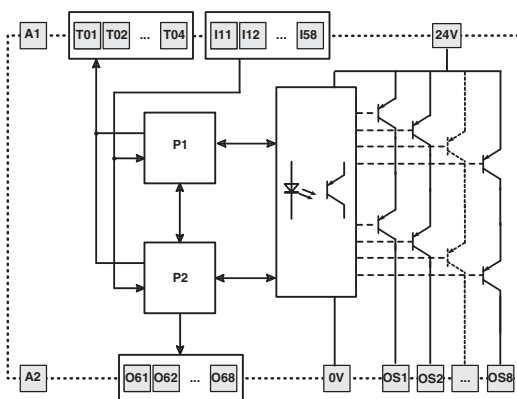 A1 T01 T02 ... T04 I11 I12 ... I58 24V
P1
P2
A2 O61 O62 ... O68 0V OS1 OS2 ... OS8